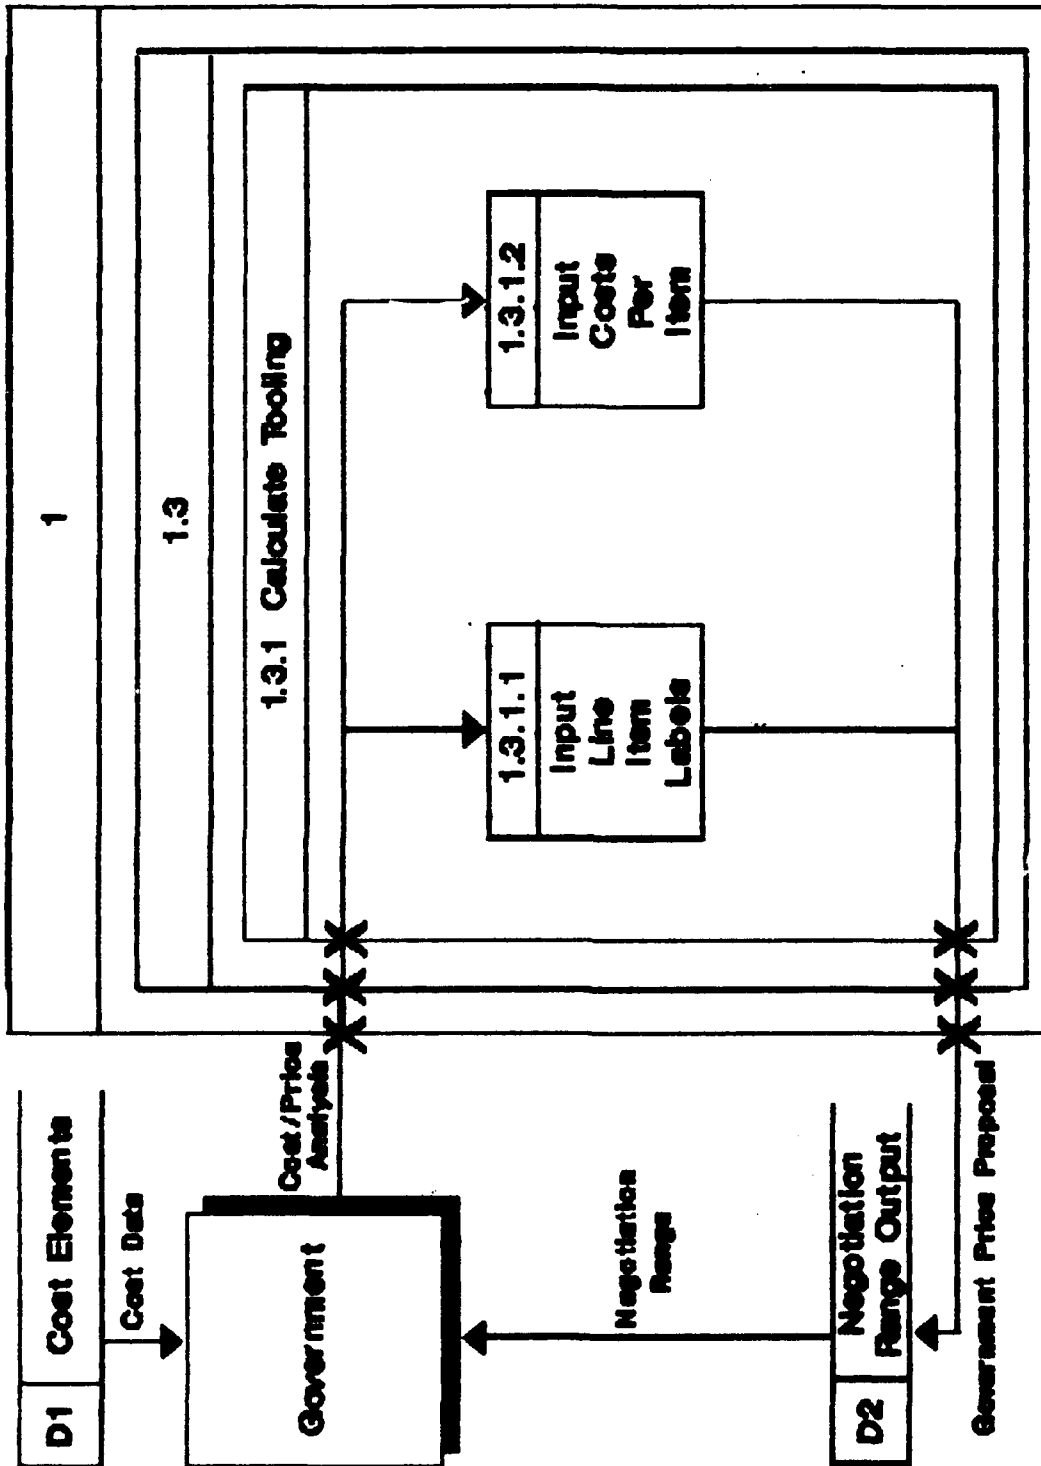 1
1.3
1.3.1 Calculate Tooling
1.3.1.1
Input
Line
Item
Labels
1.3.1.2
Input
Costs
Per
Item
D1
Cost Elements
Cost Data
Government
Cost/Price
Analysis
Negotiation
Range
D2
Negotiation
Range Output
Government Price Proposal